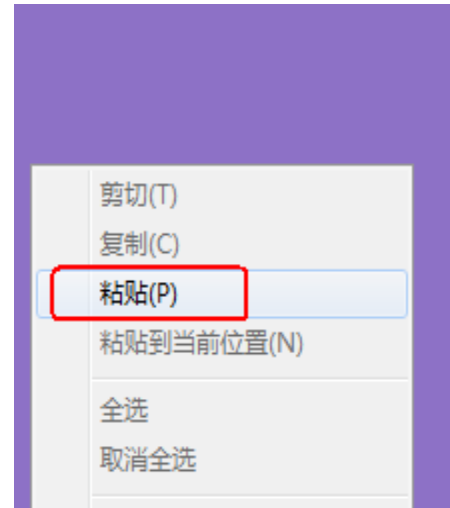 剪切(T)
复制(C)
粘贴(P)
粘贴到当前位置(N)
全选
取消全选